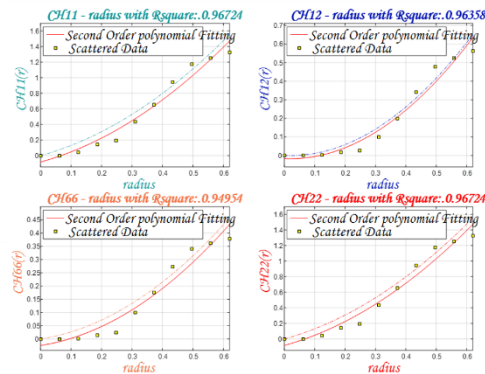 CH11 - radius with Rsquare:.0.96724
Second Order polynomial Fitting
Scattered Data
CH11(r)
1.6
1.4
1.2
1
0.8
0.6
0.4
0.2
0
0 0.1 0.2 0.3 0.4 0.5 0.6
radius
CH12 - radius with Rsquare:.0.96358
Second Order polynomial Fitting
Scattered Data
CH12(r)
0.7
0.6
0.5
0.4
0.3
0.2
0.1
0
0 0.1 0.2 0.3 0.4 0.5 0.6
radius
CH66 - radius with Rsquare:.0.94954
Second Order polynomial Fitting
Scattered Data
CH66(r)
0.45
0.4
0.35
0.3
0.25
0.2
0.15
0.1
0.05
0
0 0.1 0.2 0.3 0.4 0.5 0.6
radius
CH22 - radius with Rsquare:.0.96724
Second Order polynomial Fitting
Scattered Data
CH22(r)
1.6
1.4
1.2
1
0.8
0.6
0.4
0.2
0
0 0.1 0.2 0.3 0.4 0.5 0.6
radius